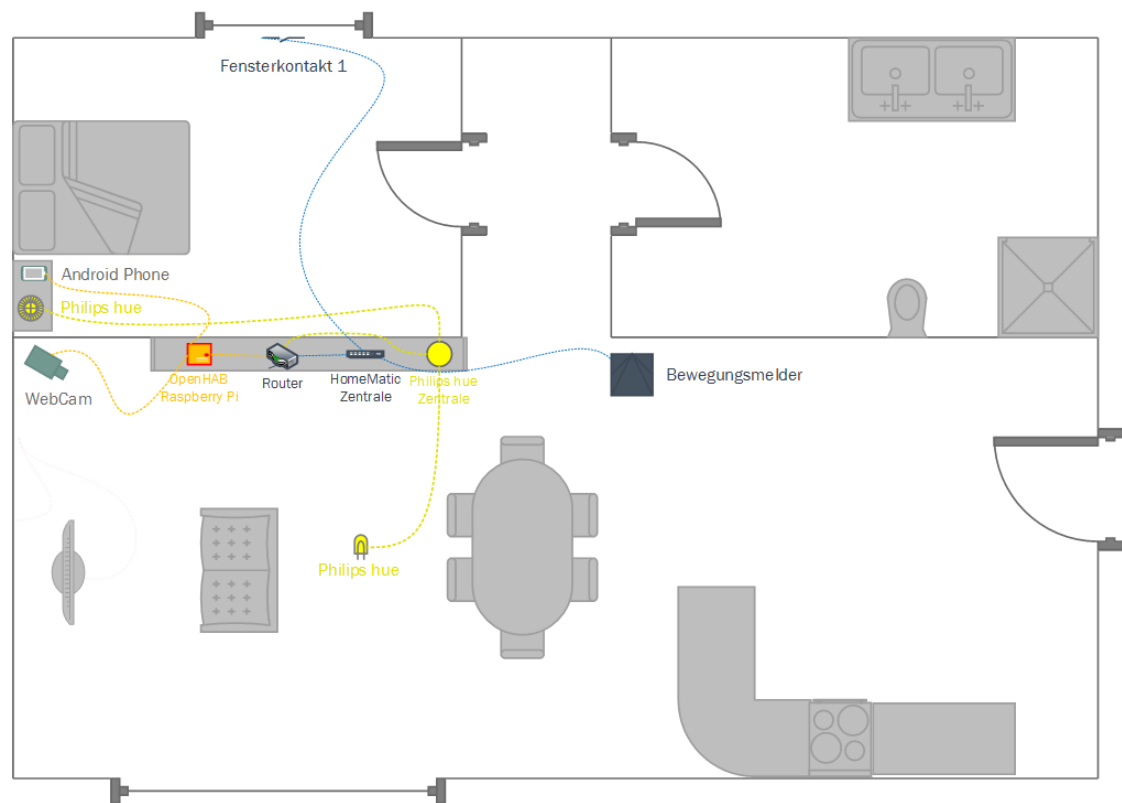 Fensterkontakt 1
Android Phone
Philips hue
OpenHAB
Raspberry Pi
Router
HomeMatic
Zentrale
Philips hue
Zentrale
Bewegungsmelder
WebCam
Philips hue